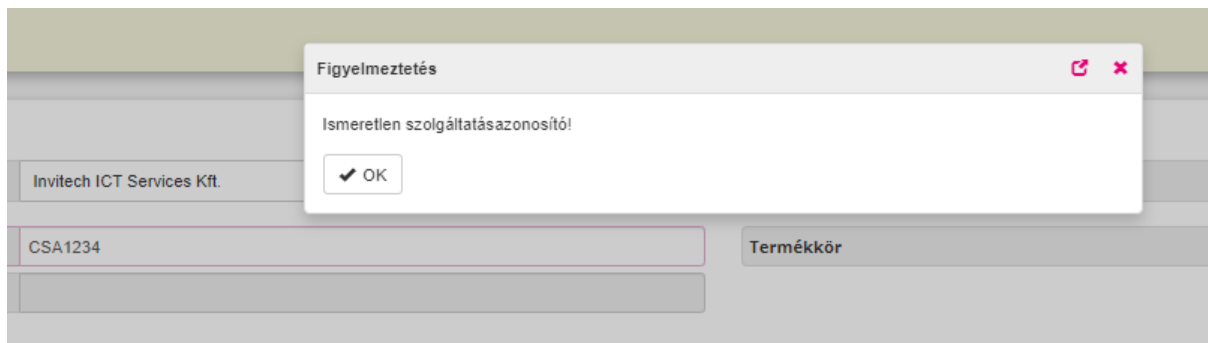 Figyelmeztetés
Ismeretlen szolgáltatásazonosító!
OK
Invitech ICT Services Kft.
CSA1234
Termékkör